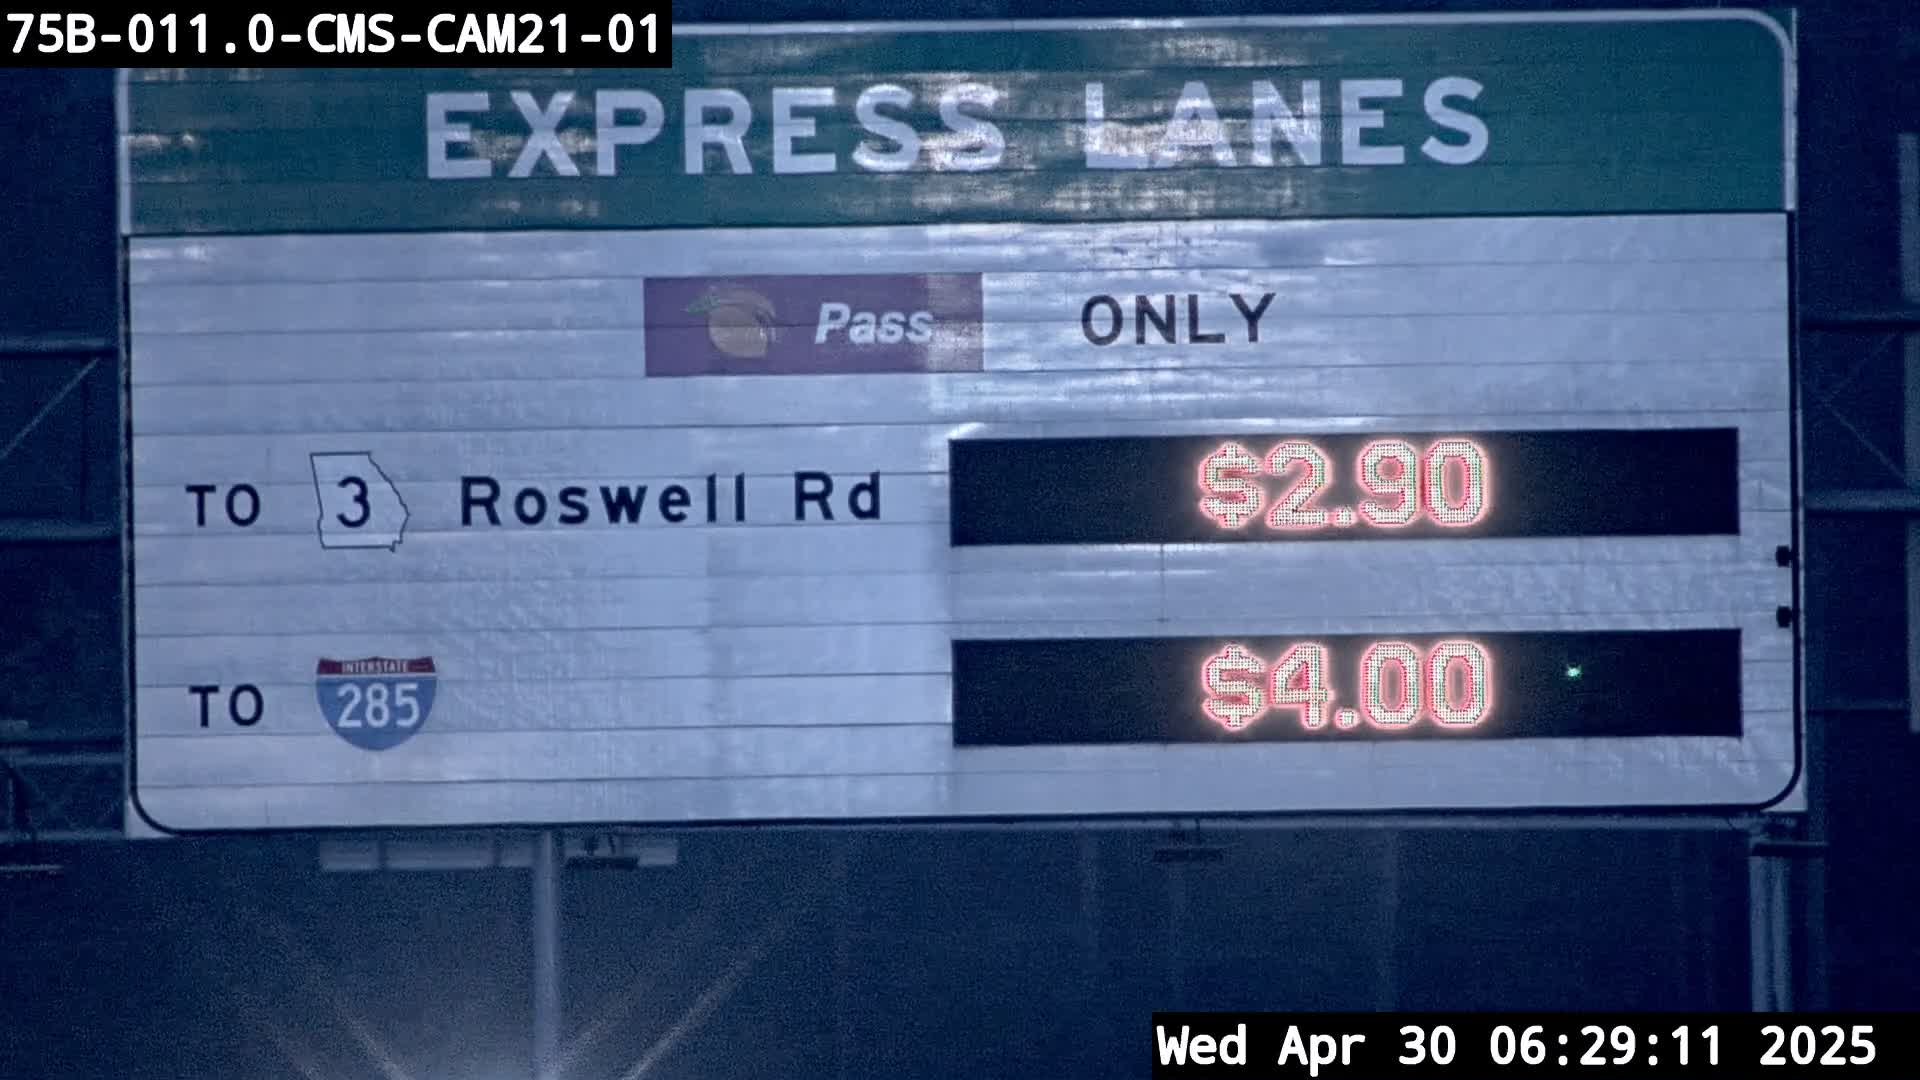 75B-011.0-CMS-CAM21-01
EXPRESS LANES
Pass ONLY
TO 3 Roswell Rd $2.90
INTERSTATE
TO 285 $4.00
Wed Apr 30 06:29:11 2025